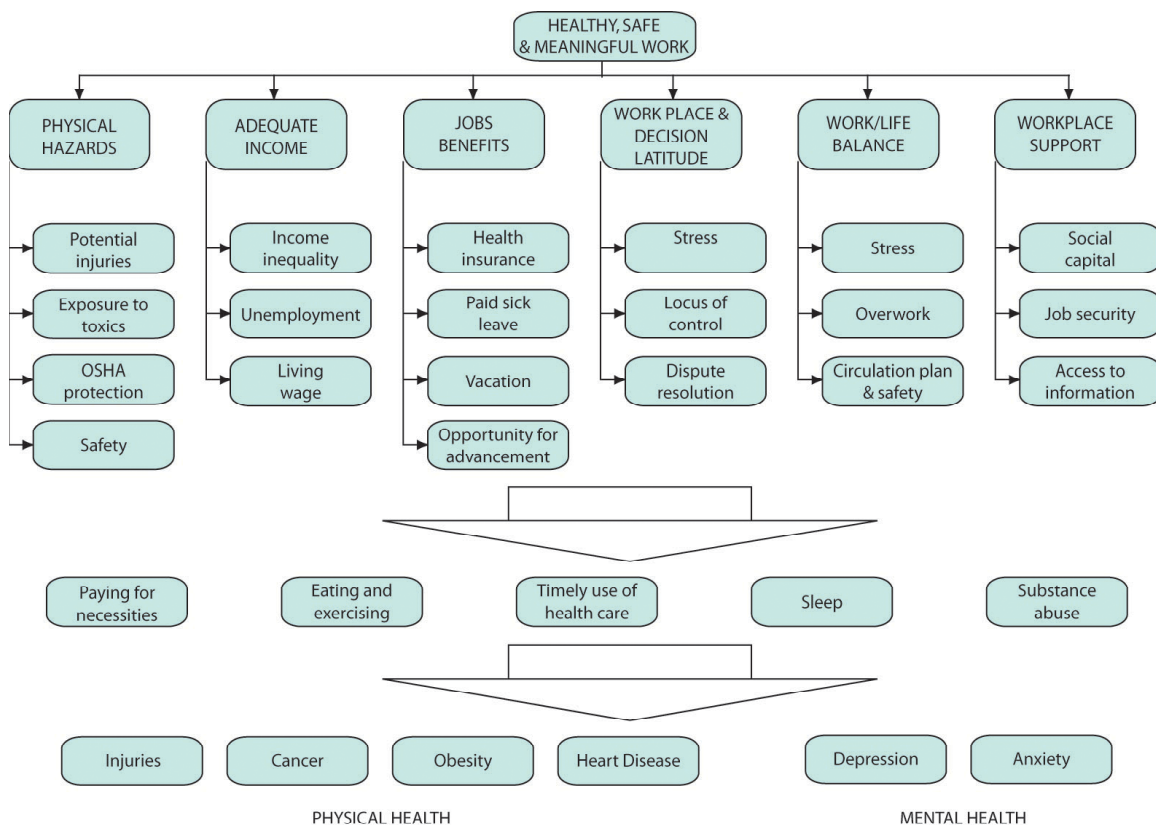 HEALTHY, SAFE
& MEANINGFUL WORK
PHYSICAL
HAZARDS
ADEQUATE
INCOME
JOBS
BENEFITS
WORK PLACE &
DECISION
LATITUDE
WORK/LIFE
BALANCE
WORKPLACE
SUPPORT
Potential
injuries
Exposure to
toxics
OSHA
protection
Safety
Income
inequality
Unemployment
Living
wage
Health
insurance
Paid sick
leave
Vacation
Opportunity for
advancement
Stress
Locus of
control
Dispute
resolution
Stress
Overwork
Circulation plan
& safety
Social
capital
Job security
Access to
information
Paying for
necessities
Eating and
exercising
Timely use of
health care
Sleep
Substance
abuse
Injuries
Cancer
Obesity
Heart Disease
Depression
Anxiety
PHYSICAL HEALTH
MENTAL HEALTH